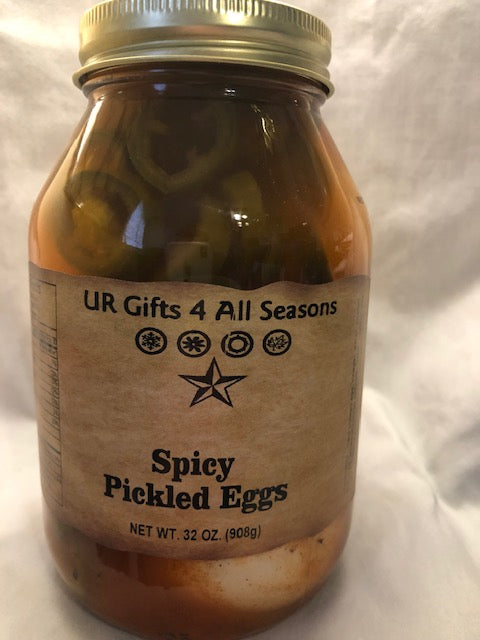 UR Gifts 4 All Seasons
Spicy
Pickled Eggs
NET WT. 32 OZ. (908g)